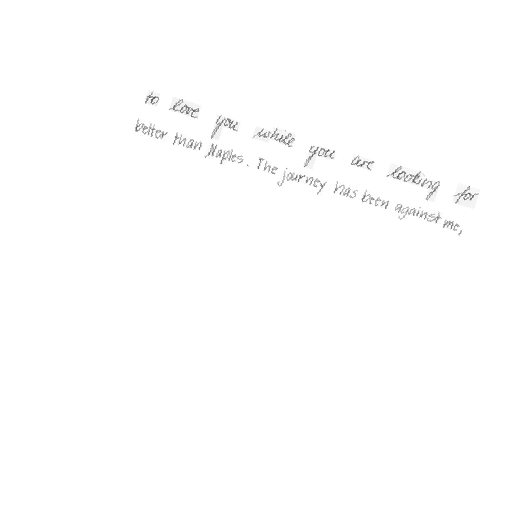 to love you while you are looking for
better than Naples. The journey has been against me,